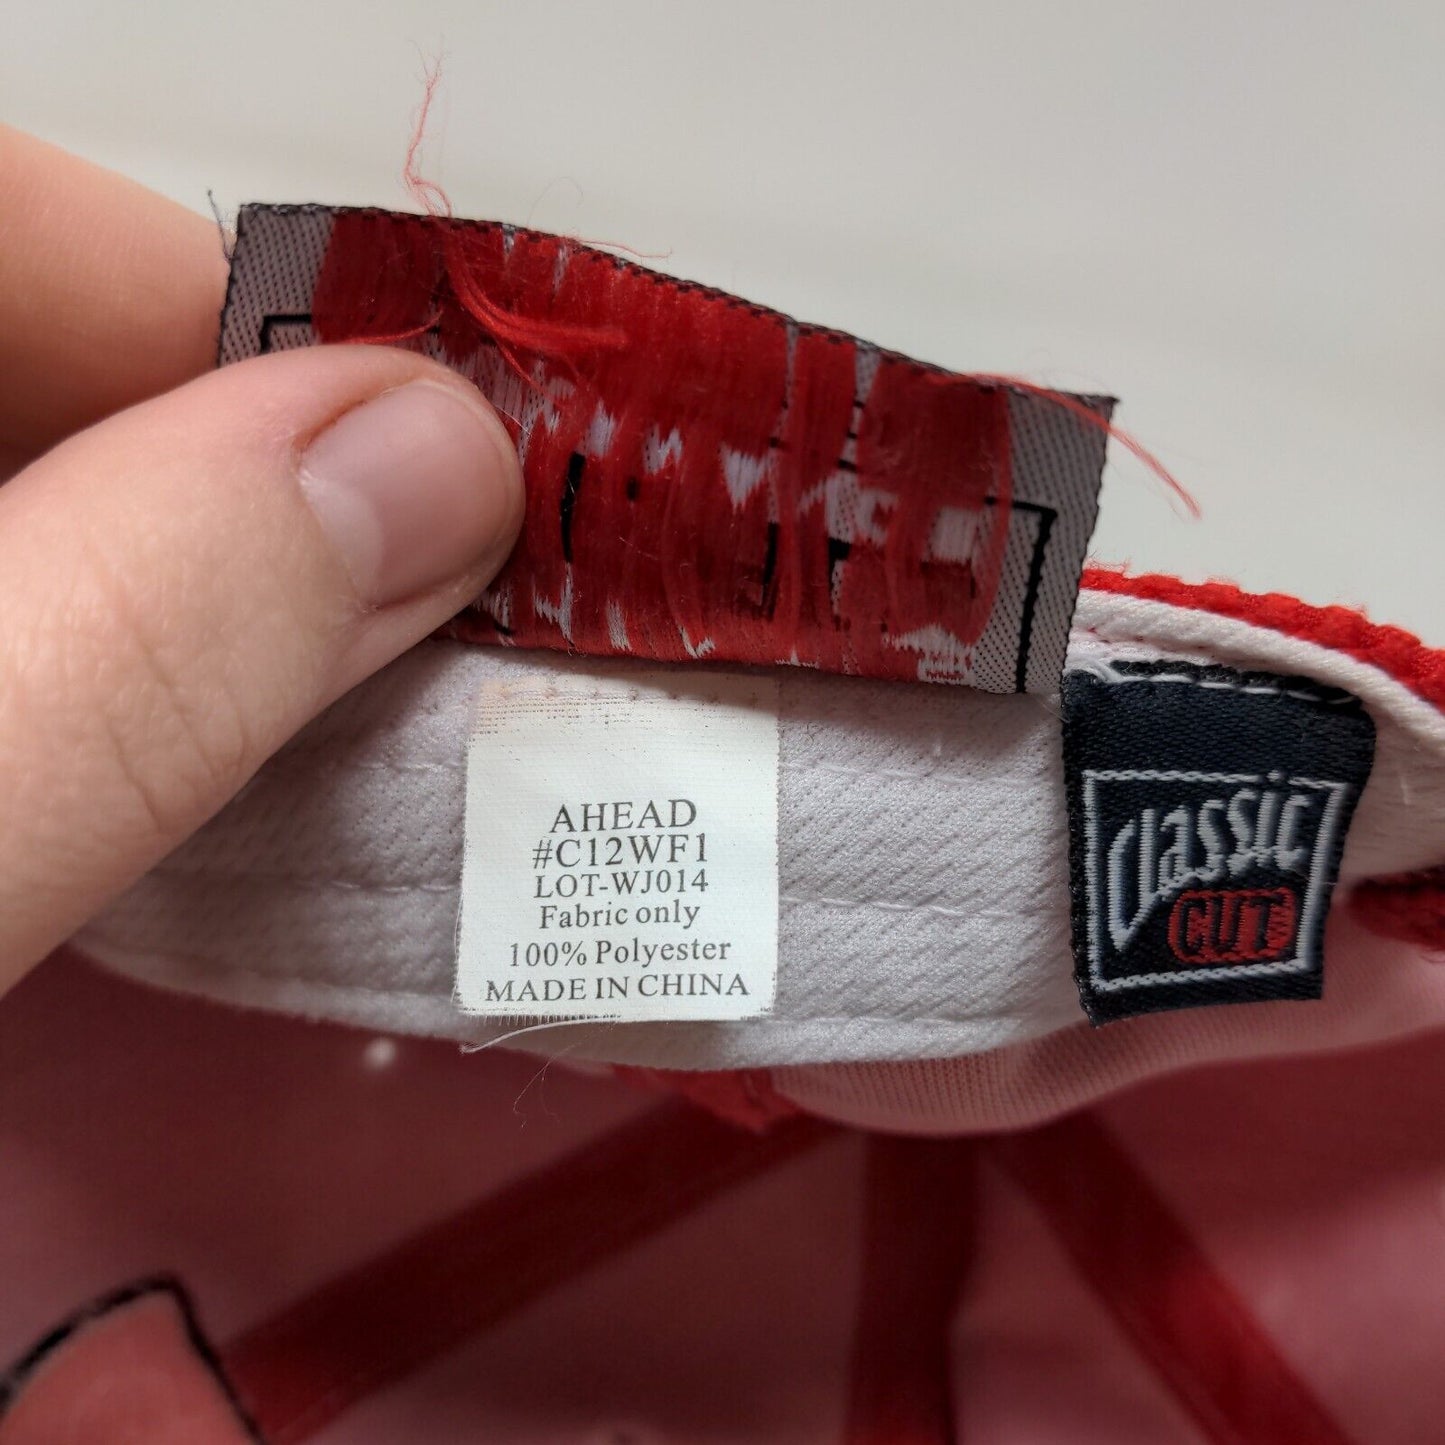 AHEAD
#C12WF1
LOT-WJ014
Fabric only
100% Polyester
MADE IN CHINA
Classic
CUT